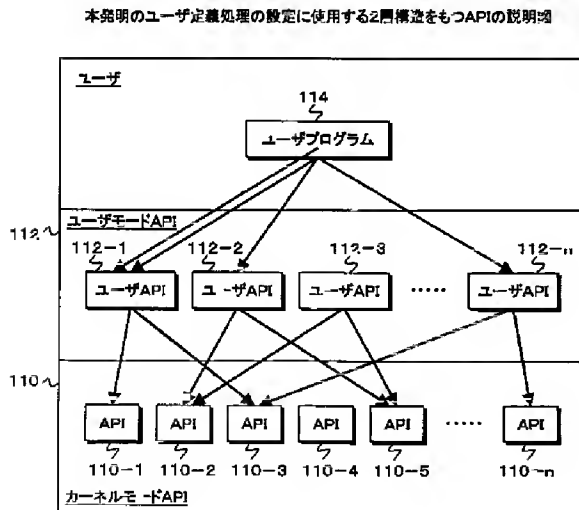 本発明のユーザ定義処理の設定に使用する2層構造をもつAPIの説明図
ユーザ
114
ユーザプログラム
112
ユーザモードAPI
112-1
112-2
112-3
112-n
ユーザAPI
ユーザAPI
ユーザAPI
・・・・・
ユーザAPI
110
API
API
API
API
API
・・・・・
API
110-1
110-2
110-3
110-4
110-5
110-n
カーネルモードAPI